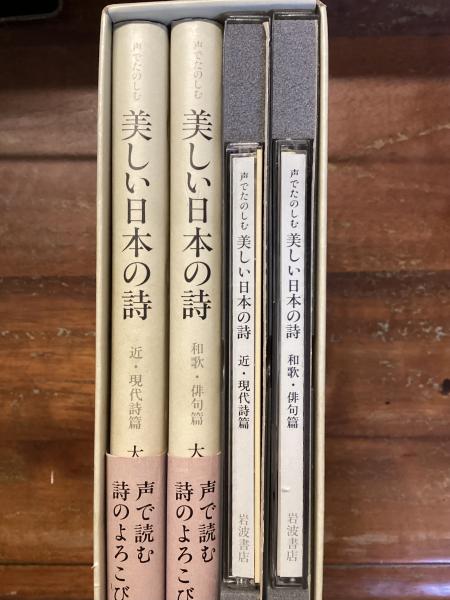 声でたのしむ
美しい日本の詩
近・現代詩篇
大
声で読む
詩のよろこび
声でたのしむ
美しい日本の詩
和歌・俳句篇
大
声で読む
詩のよろこび
声でたのしむ 美しい日本の詩 近・現代詩篇
岩波書店
声でたのしむ 美しい日本の詩 和歌・俳句篇
岩波書店